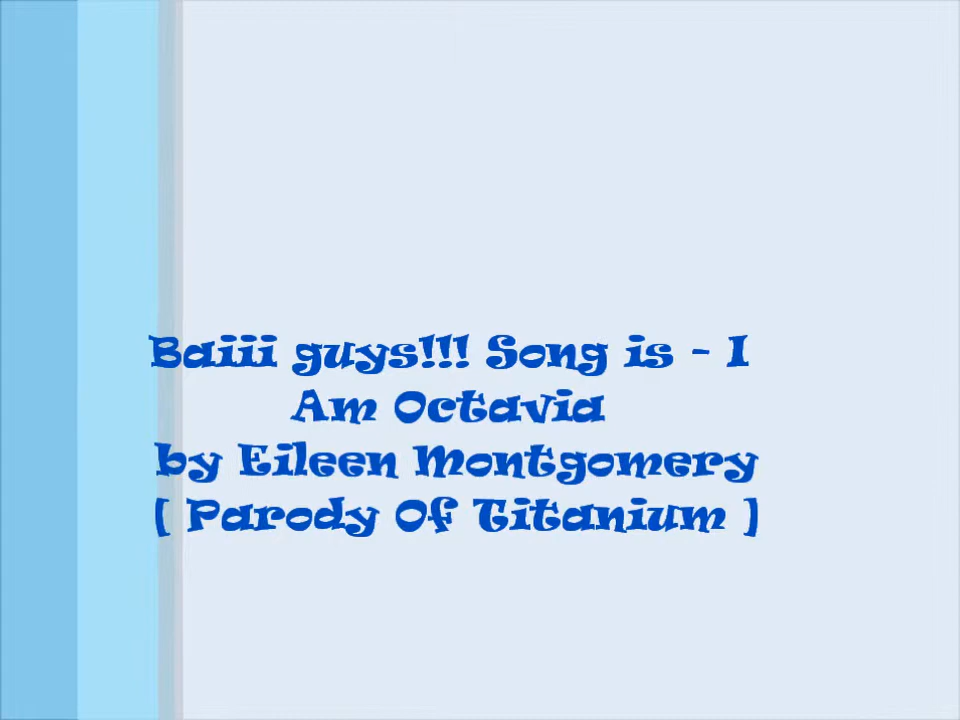 Baiii guys!!! Song is - I
Am Octavia
by Eileen Montgomery
( Parody Of Titanium )